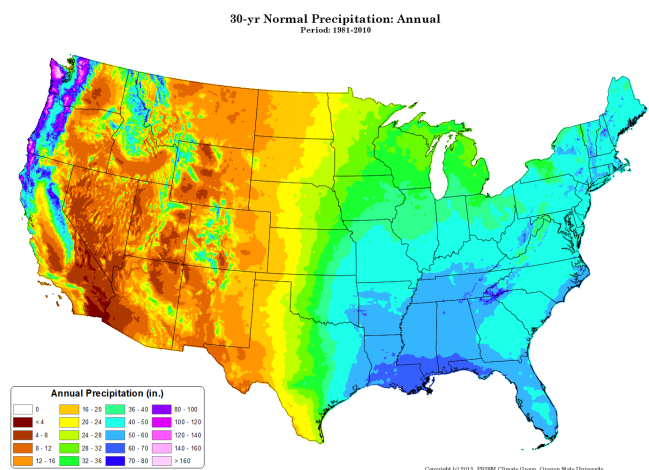 30-yr Normal Precipitation: Annual
Period: 1981-2010
Annual Precipitation (in.)
0 16 - 20 36 - 40 80 - 100
< 4 20 - 24 40 - 50 100 - 120
4 - 8 24 - 28 50 - 60 120 - 140
8 - 12 28 - 32 60 - 70 140 - 160
12 - 16 32 - 36 70 - 80 > 160
Copyright (c) 2015, PRISM Climate Group, Oregon State University